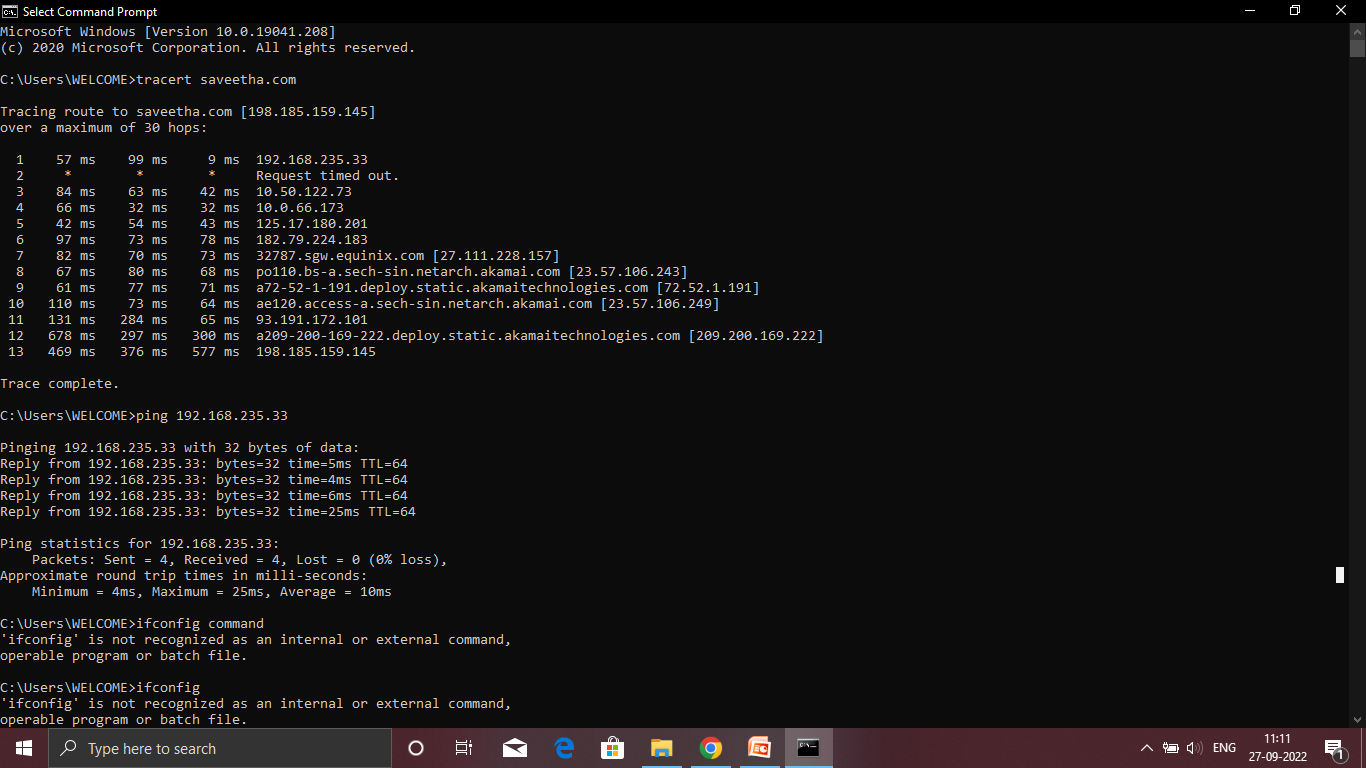 Select Command Prompt
Microsoft Windows [Version 10.0.19041.208]
(c) 2020 Microsoft Corporation. All rights reserved.
C:\Users\WELCOME>tracert saveetha.com
Tracing route to saveetha.com [198.185.159.145]
over a maximum of 30 hops:
1 57 ms 99 ms 9 ms 192.168.235.33
2 * * * Request timed out.
3 84 ms 63 ms 42 ms 10.50.122.73
4 66 ms 32 ms 32 ms 10.0.66.173
5 42 ms 54 ms 43 ms 125.17.180.201
6 97 ms 73 ms 78 ms 182.79.224.183
7 82 ms 70 ms 73 ms 32787.sgw.equinix.com [27.111.228.157]
8 67 ms 80 ms 68 ms po110.bs-a.sech-sin.netarch.akamai.com [23.57.106.243]
9 61 ms 77 ms 71 ms a72-52-1-191.deploy.static.akamaitechnologies.com [72.52.1.191]
10 110 ms 73 ms 64 ms ae120.access-a.sech-sin.netarch.akamai.com [23.57.106.249]
11 131 ms 284 ms 65 ms 93.191.172.101
12 678 ms 297 ms 300 ms a209-200-169-222.deploy.static.akamaitechnologies.com [209.200.169.222]
13 469 ms 376 ms 577 ms 198.185.159.145
Trace complete.
C:\Users\WELCOME>ping 192.168.235.33
Pinging 192.168.235.33 with 32 bytes of data:
Reply from 192.168.235.33: bytes=32 time=5ms TTL=64
Reply from 192.168.235.33: bytes=32 time=4ms TTL=64
Reply from 192.168.235.33: bytes=32 time=6ms TTL=64
Reply from 192.168.235.33: bytes=32 time=25ms TTL=64
Ping statistics for 192.168.235.33:
Packets: Sent = 4, Received = 4, Lost = 0 (0% loss),
Approximate round trip times in milli-seconds:
Minimum = 4ms, Maximum = 25ms, Average = 10ms
C:\Users\WELCOME>ifconfig command
'ifconfig' is not recognized as an internal or external command,
operable program or batch file.
C:\Users\WELCOME>ifconfig
'ifconfig' is not recognized as an internal or external command,
operable program or batch file.
Type here to search
ENG
11:11
27-09-2022
1